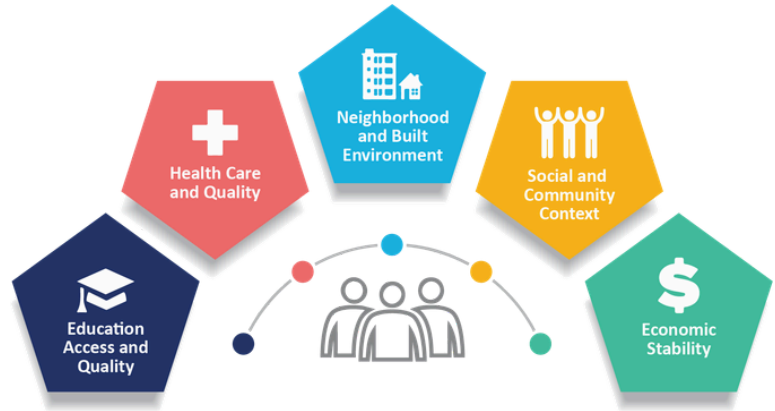 Neighborhood
and Built
Environment
Health Care
and Quality
Social and
Community
Context
Education
Access and
Quality
$
Economic
Stability